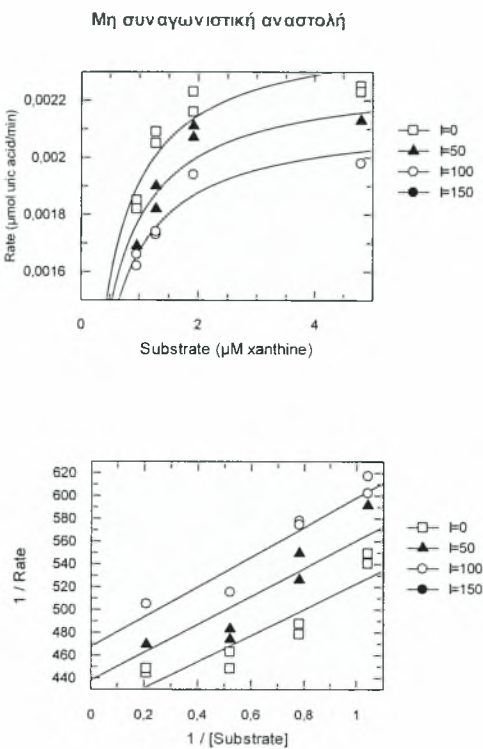 Μη συναγωνιστική αναστολή
Rate (μmol uric acid/min)
0,0022
0,002
0,0018
0,0016
0
2
4
Substrate (μM xanthine)
I=0
I=50
I=100
I=150
1 / Rate
620
600
580
560
540
520
500
480
460
440
0
0,2
0,4
0,6
0,8
1
1 / [Substrate]
I=0
I=50
I=100
I=150